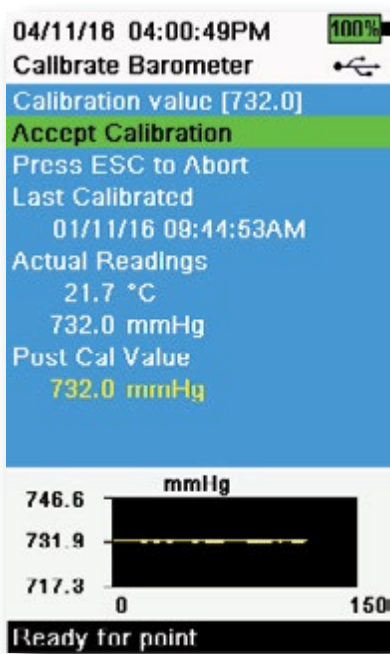 04/11/16 04:00:49PM 100%
Calibrate Barometer
Calibration value [732.0]
Accept Calibration
Press ESC to Abort
Last Calibrated
01/11/16 09:44:53AM
Actual Readings
21.7 °C
732.0 mmHg
Post Cal Value
732.0 mmHg
mmHg
746.6
731.9
717.3
0 150
Ready for point